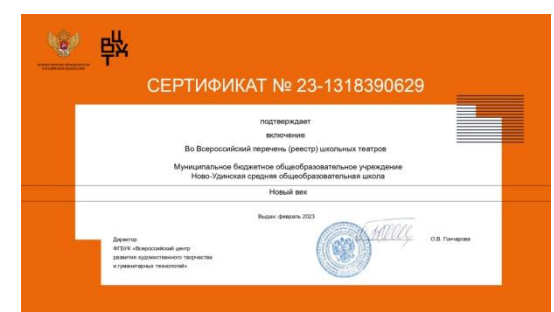 ВЦХТ
СЕРТИФИКАТ № 23-1318390629
подтверждает
включение
Во Всероссийский перечень (реестр) школьных театров
Муниципальное бюджетное общеобразовательное учреждение
Ново-Удинская средняя общеобразовательная школа
Новый век
Выдан: февраль 2023
Директор
ФГБУК «Всероссийский центр
развития художественного творчества
и гуманитарных технологий»
О.В. Гончарова